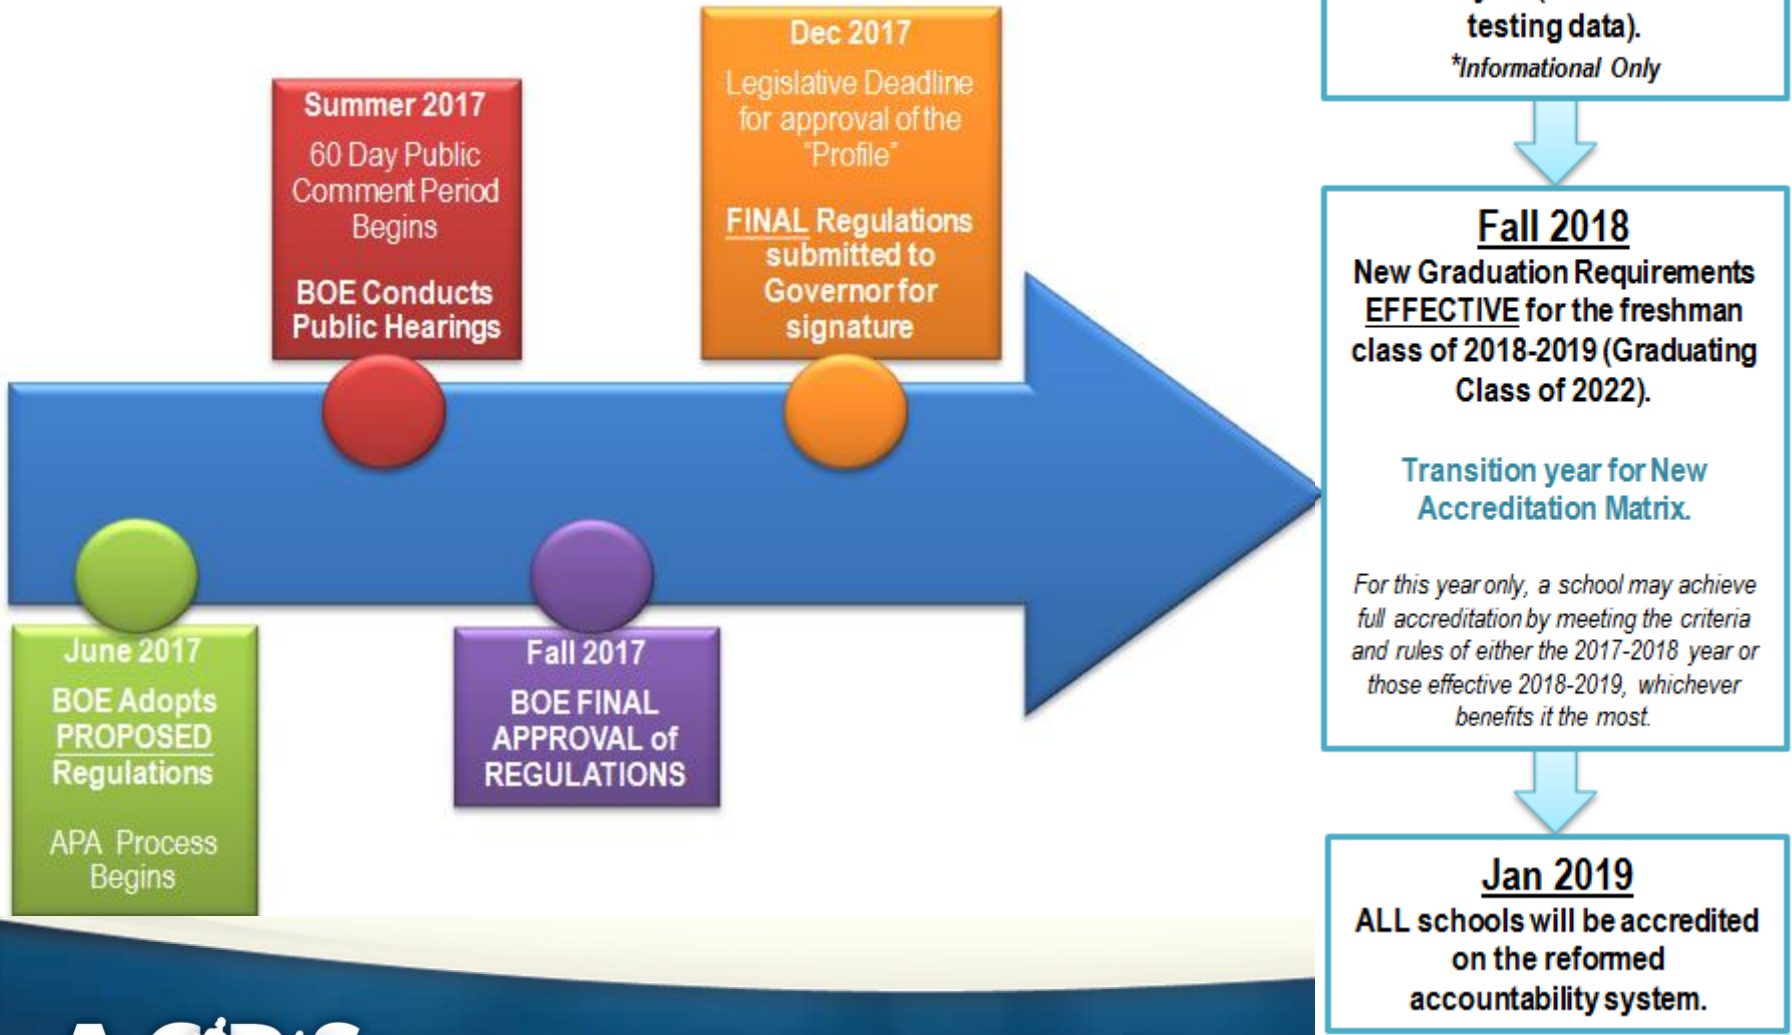 Dec 2017
Legislative Deadline
for approval of the
"Profile"
FINAL Regulations
submitted to
Governor for
signature
Summer 2017
60 Day Public
Comment Period
Begins
BOE Conducts
Public Hearings
June 2017
BOE Adopts
PROPOSED
Regulations
APA Process
Begins
Fall 2017
BOE FINAL
APPROVAL of
REGULATIONS
testing data).
*Informational Only
Fall 2018
New Graduation Requirements
EFFECTIVE for the freshman
class of 2018-2019 (Graduating
Class of 2022).
Transition year for New
Accreditation Matrix.
For this year only, a school may achieve
full accreditation by meeting the criteria
and rules of either the 2017-2018 year or
those effective 2018-2019, whichever
benefits it the most.
Jan 2019
ALL schools will be accredited
on the reformed
accountability system.